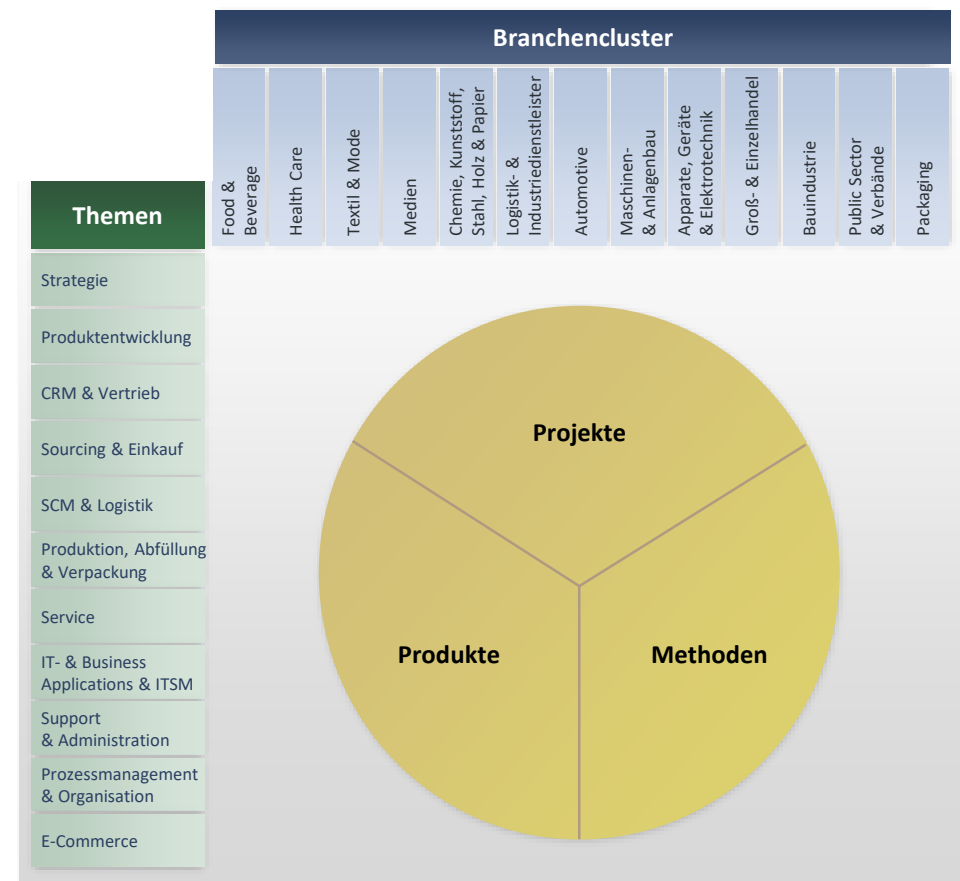 Branchencluster
Food &
Beverage
Health Care
Textil & Mode
Medien
Chemie, Kunststoff,
Stahl, Holz & Papier
Logistik- &
Industriedienstleister
Automotive
Maschinen-
& Anlagenbau
Apparate, Geräte
& Elektrotechnik
Groß- & Einzelhandel
Bauindustrie
Public Sector
& Verbände
Packaging
Themen
Strategie
Produktentwicklung
CRM & Vertrieb
Sourcing & Einkauf
SCM & Logistik
Produktion, Abfüllung
& Verpackung
Service
IT- & Business
Applications & ITSM
Support
& Administration
Prozessmanagement
& Organisation
E-Commerce
Projekte
Produkte
Methoden